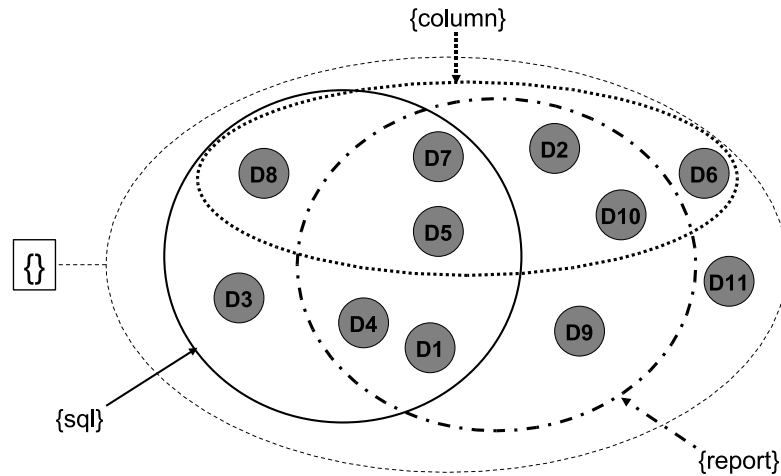 {column}
D7
D2
D8
D6
D10
D5
{}
D11
D3
D4
D9
D1
{sql}
{report}